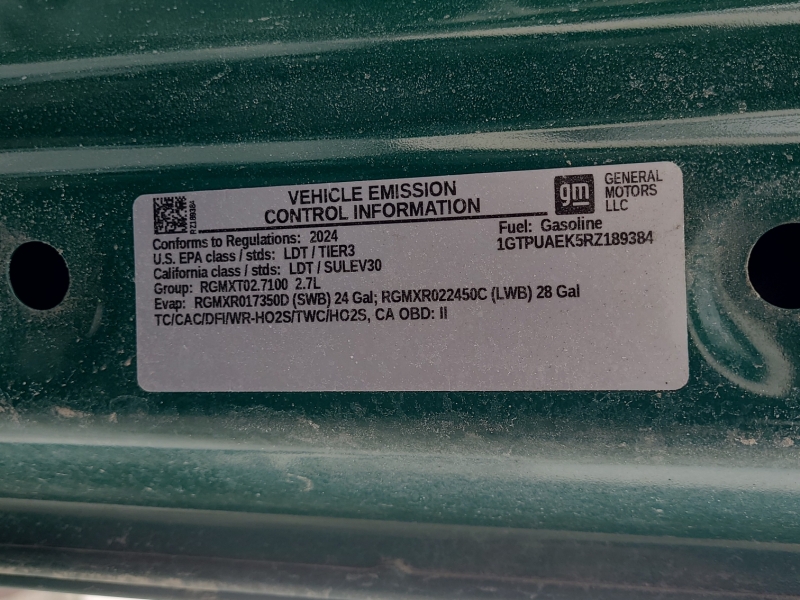 VEHICLE EMISSION
CONTROL INFORMATION
gm
GENERAL
MOTORS
LLC
RZ189384
Conforms to Regulations: 2024
Fuel: Gasoline
U.S. EPA class / stds: LDT / TIER3
1GTPUAEK5RZ189384
California class / stds: LDT / SULEV30
Group: RGMXT02.7100 2.7L
Evap: RGMXR017350D (SWB) 24 Gal; RGMXR022450C (LWB) 28 Gal
TC/CAC/DFI/WR-HO2S/TWC/HO2S, CA OBD: II